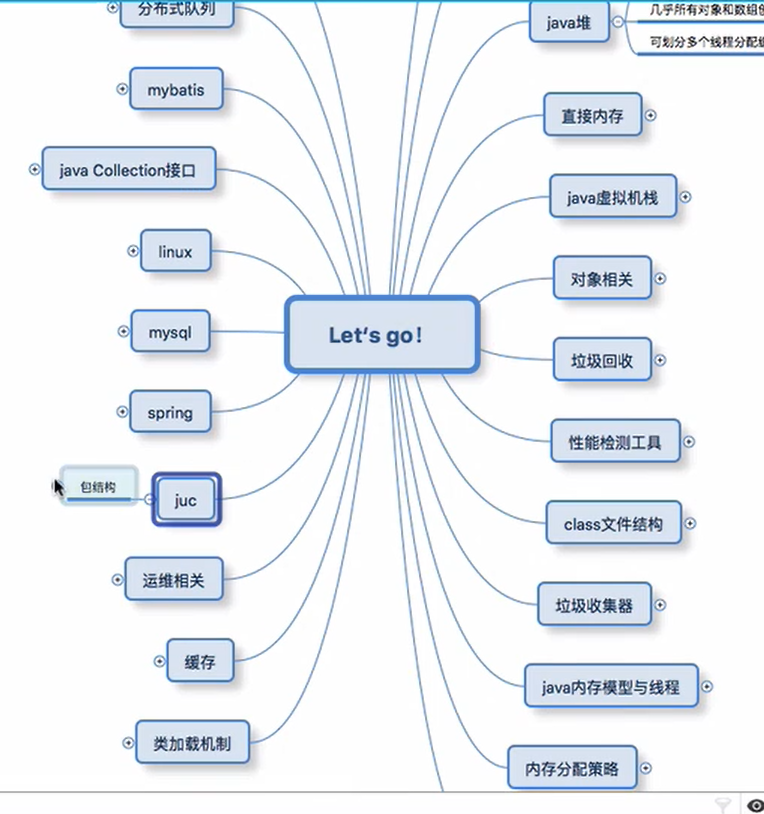 分布式队列
mybatis
java Collection接口
linux
mysql
spring
包结构
juc
运维相关
缓存
类加载机制
Let's go!
java堆
几乎所有对象和数组
可划分多个线程分配
直接内存
java虚拟机栈
对象相关
垃圾回收
性能检测工具
class文件结构
垃圾收集器
java内存模型与线程
内存分配策略